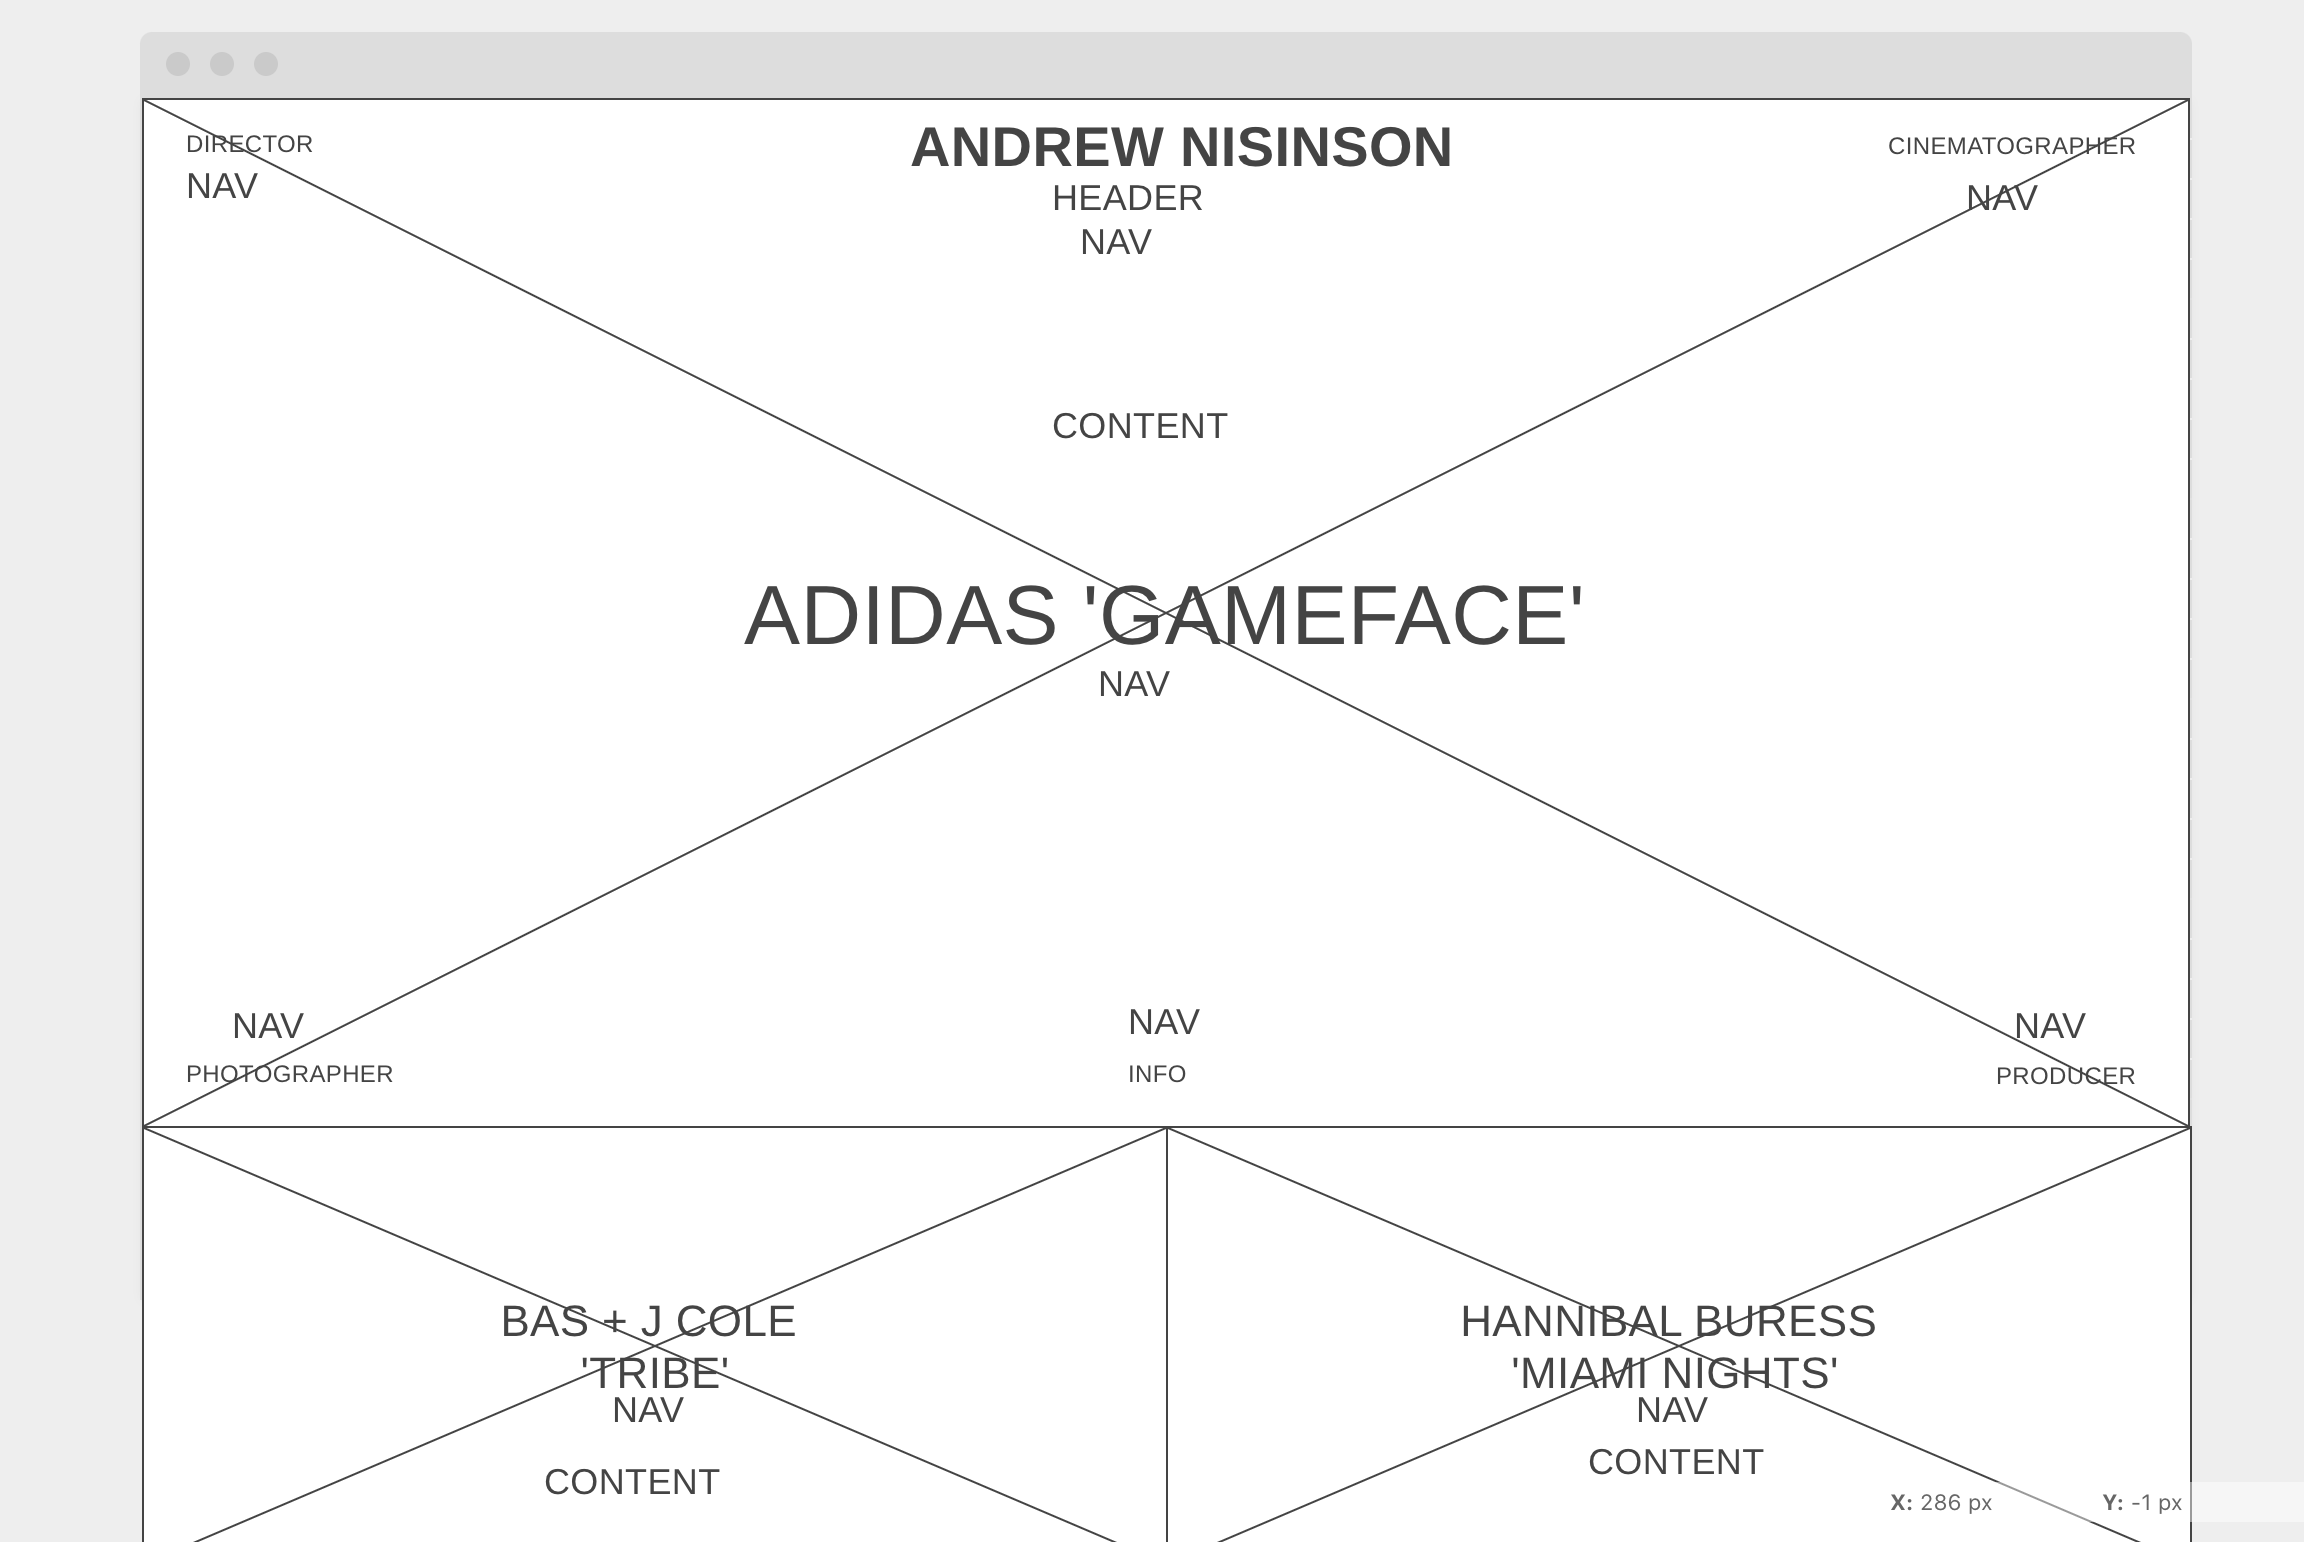 DIRECTOR
ANDREW NISINSON
CINEMATOGRAPHER
NAV
HEADER
NAV
NAV
CONTENT
ADIDAS 'GAMEFACE'
NAV
NAV
NAV
NAV
PHOTOGRAPHER
INFO
PRODUCER
BAS + J COLE
'TRIBE'
NAV
CONTENT
HANNIBAL BURESS
'MIAMI NIGHTS'
NAV
CONTENT
X: 286 px Y: -1 px